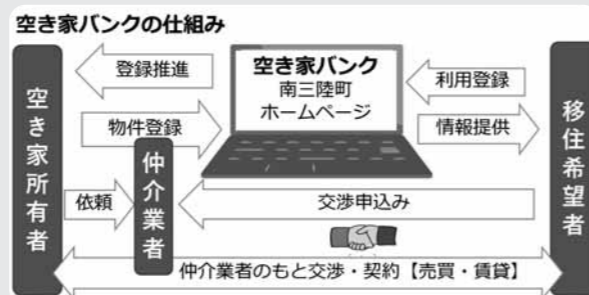 空き家バンクの仕組み
空き家所有者
登録推進
物件登録
空き家バンク
南三陸町
ホームページ
利用登録
情報提供
移住希望者
仲介業者
依頼
交渉申込み
仲介業者のもと交渉・契約【売買・賃貸】